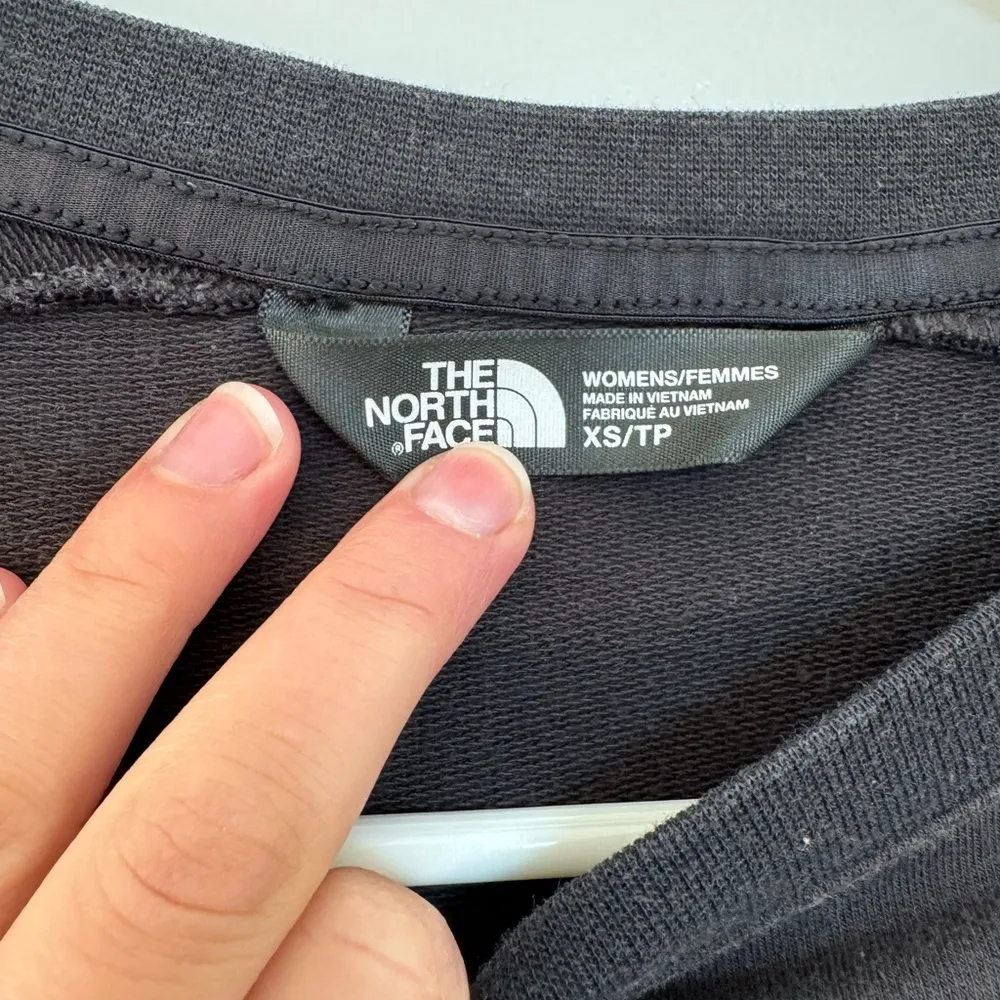 THE
NORTH
®FACE
WOMENS/FEMMES
MADE IN VIETNAM
FABRIQUÉ AU VIETNAM
XS/TP